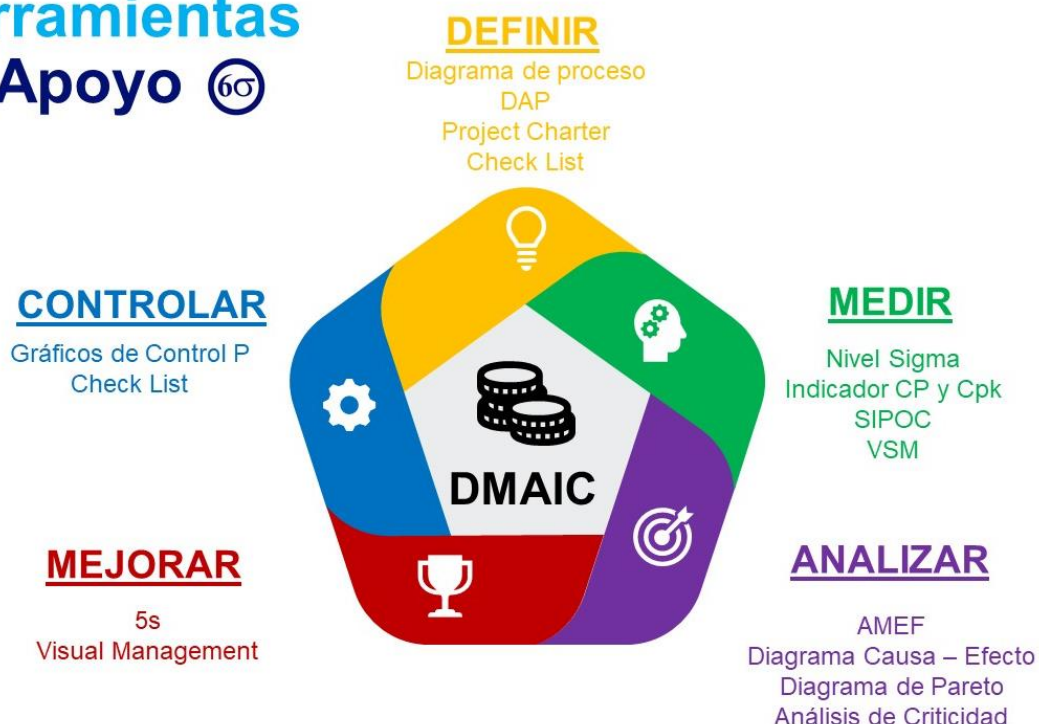 rramientas
Apoyo 6σ
DEFINIR
Diagrama de proceso
DAP
Project Charter
Check List
CONTROLAR
Gráficos de Control P
Check List
MEDIR
Nivel Sigma
Indicador CP y Cpk
SIPOC
VSM
DMAIC
MEJORAR
5s
Visual Management
ANALIZAR
AMEF
Diagrama Causa – Efecto
Diagrama de Pareto
Análisis de Criticidad